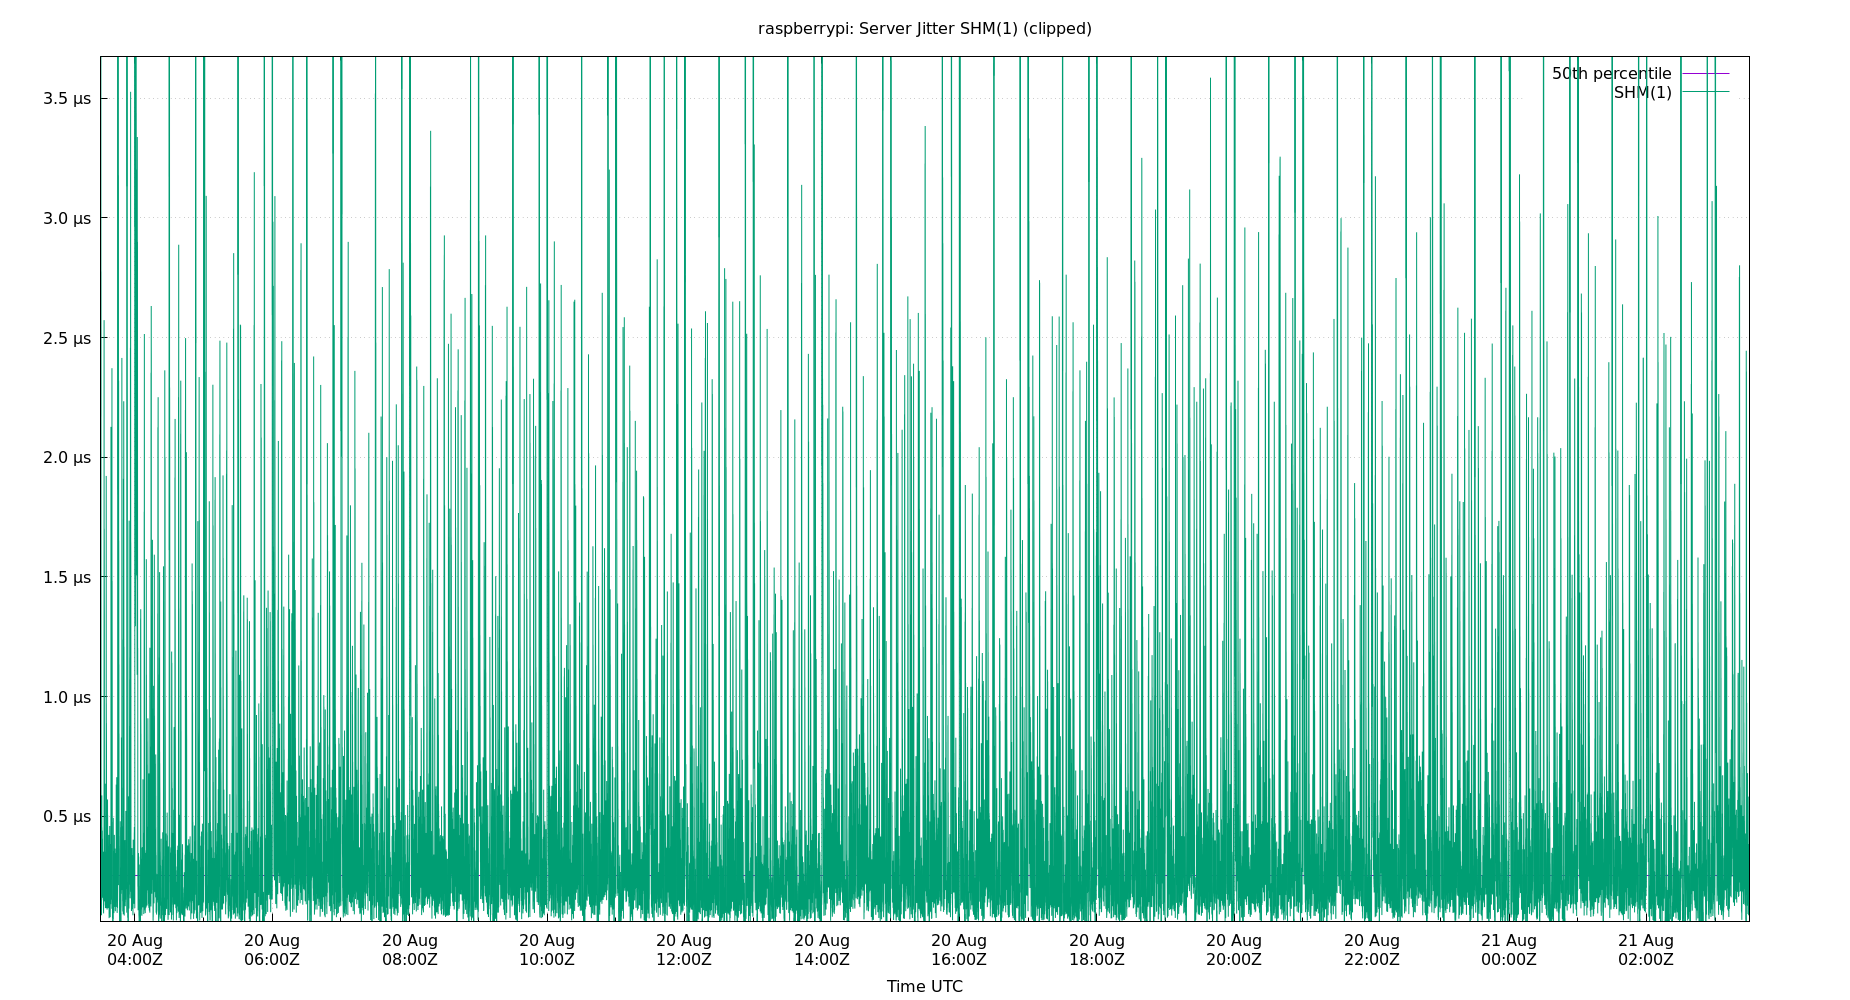 raspberrypi: Server Jitter SHM(1) (clipped)
50th percentile
SHM(1)
3.5 μs
3.0 μs
2.5 μs
2.0 μs
1.5 μs
1.0 μs
0.5 μs
20 Aug 20 Aug 20 Aug 20 Aug 20 Aug 20 Aug 20 Aug 20 Aug 20 Aug 20 Aug 21 Aug 21 Aug
04:00Z 06:00Z 08:00Z 10:00Z 12:00Z 14:00Z 16:00Z 18:00Z 20:00Z 22:00Z 00:00Z 02:00Z
Time UTC